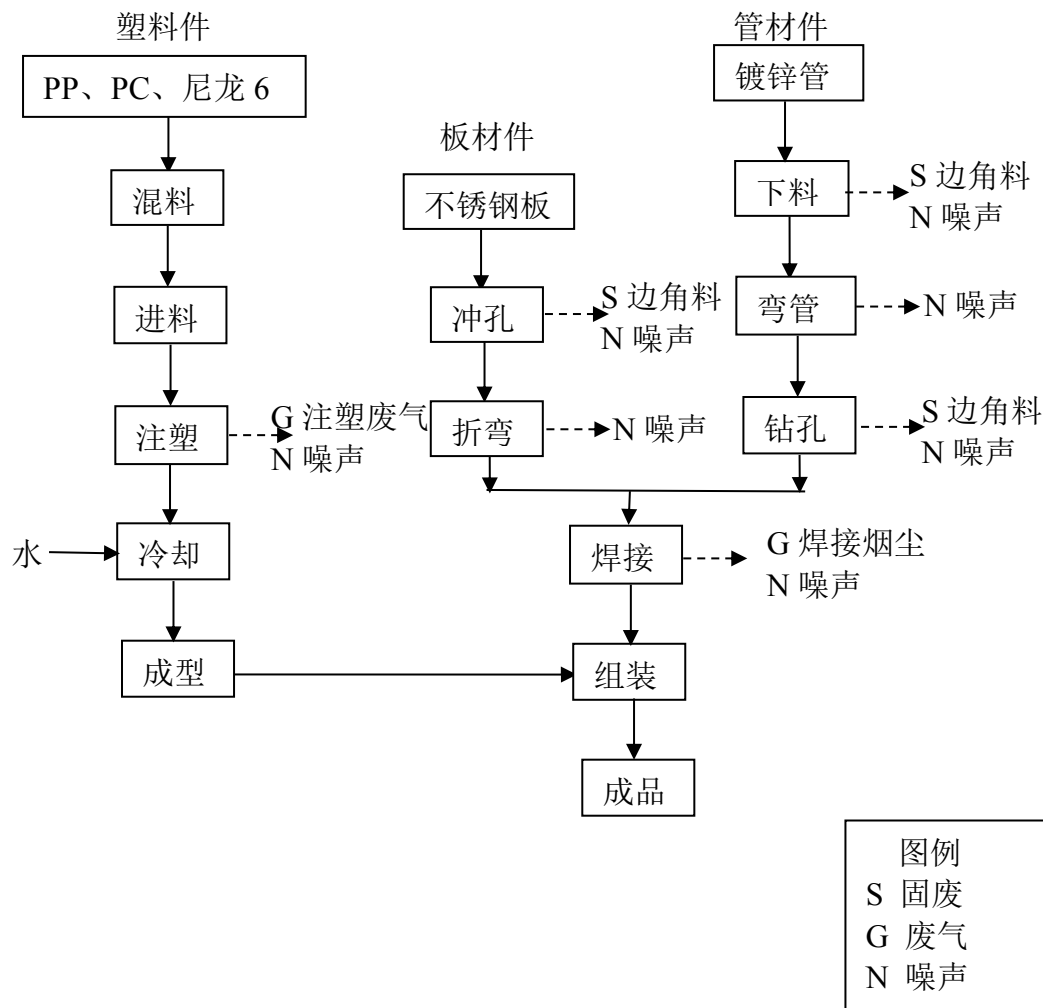 塑料件
管材件
PP、PC、尼龙 6
镀锌管
板材件
混料
不锈钢板
下料
S 边角料
N 噪声
进料
冲孔
S 边角料
N 噪声
弯管
N 噪声
注塑
G 注塑废气
N 噪声
折弯
N 噪声
钻孔
S 边角料
N 噪声
水
冷却
焊接
G 焊接烟尘
N 噪声
成型
组装
成品
图例
S 固废
G 废气
N 噪声